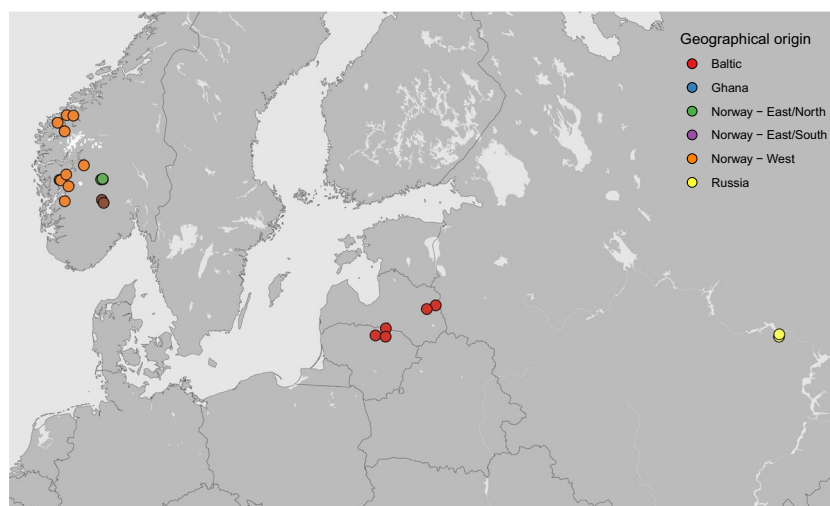 Geographical origin
Baltic
Ghana
Norway − East/North
Norway − East/South
Norway − West
Russia